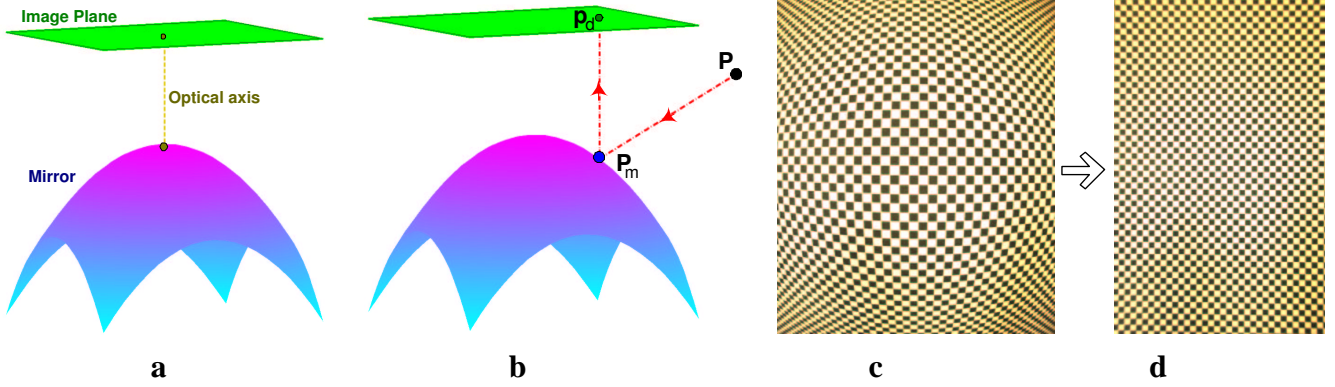 Image Plane
Optical axis
Mirror
a
p_d
P
P_m
b
c
d